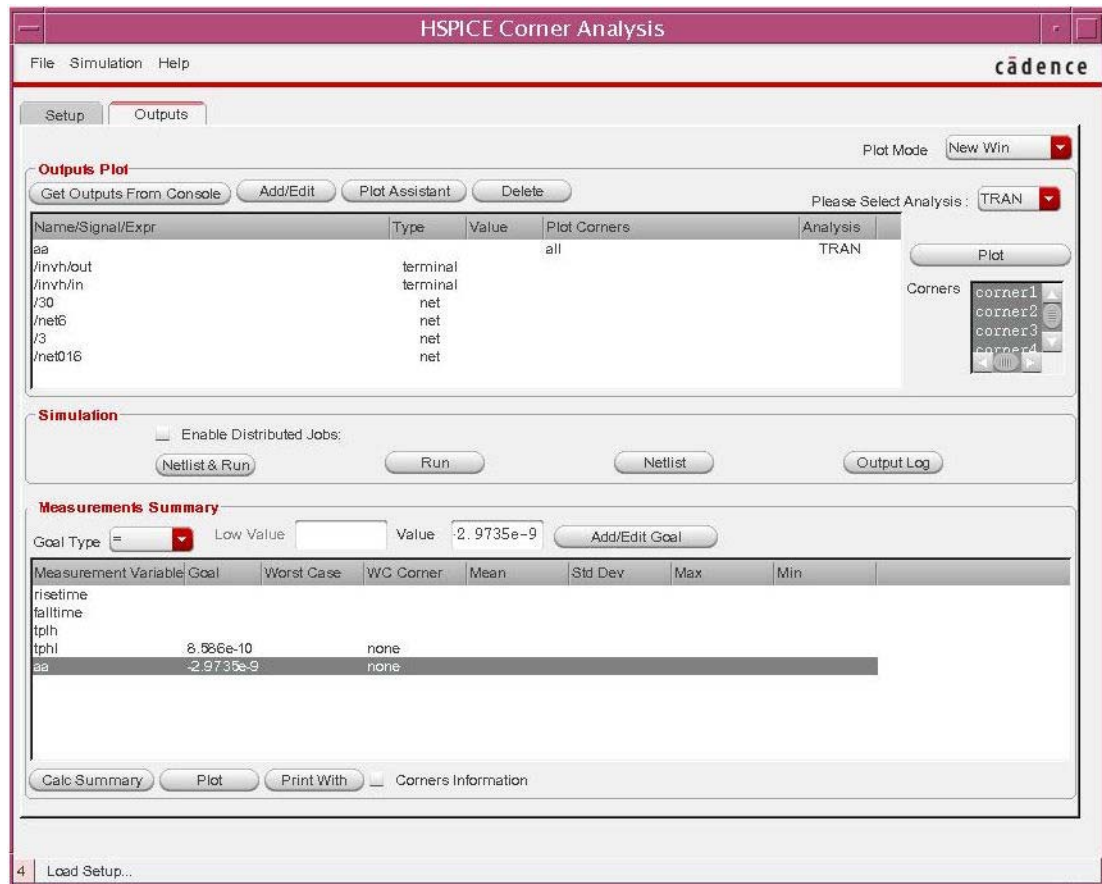 HSPICE Corner Analysis
File Simulation Help
cādence
Setup Outputs
Plot Mode New Win
Outputs Plot
Get Outputs From Console Add/Edit Plot Assistant Delete
Please Select Analysis : TRAN
Name/Signal/Expr Type Value Plot Corners Analysis
aa all TRAN
/invh/out terminal
/invh/in terminal
/30 net
/net6 net
/3 net
/net016 net
Plot
Corners
corner1
corner2
corner3
corner4
Simulation
Enable Distributed Jobs:
Netlist & Run Run Netlist Output Log
Measurements Summary
Goal Type = Low Value Value -2.9735e-9 Add/Edit Goal
Measurement Variable Goal Worst Case WC Corner Mean Std Dev Max Min
risetime
falltime
tplh
tphl 8.586e-10 none
aa -2.9735e-9 none
Calc Summary Plot Print With Corners Information
4 Load Setup...